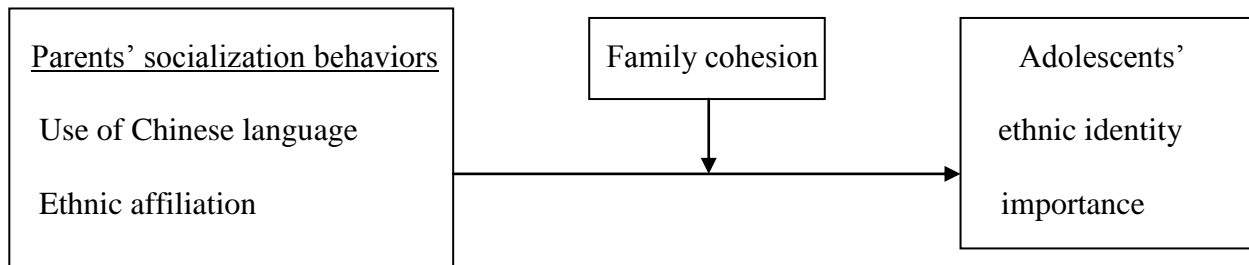 Parents’ socialization behaviors
Use of Chinese language
Ethnic affiliation
Family cohesion
Adolescents’
ethnic identity
importance